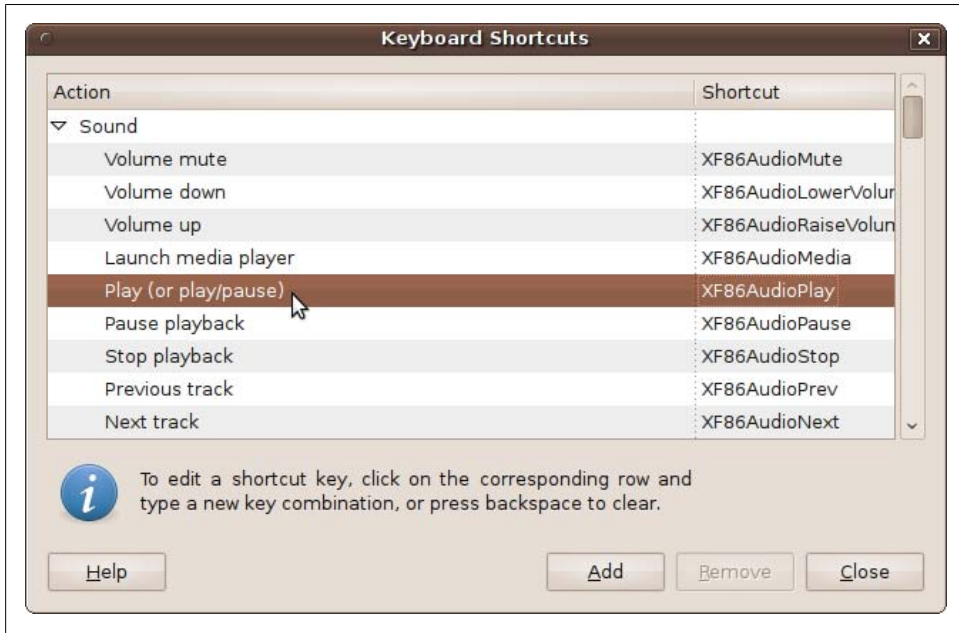 Keyboard Shortcuts
Action Shortcut
Sound
Volume mute XF86AudioMute
Volume down XF86AudioLowerVolur
Volume up XF86AudioRaiseVolun
Launch media player XF86AudioMedia
Play (or play/pause) XF86AudioPlay
Pause playback XF86AudioPause
Stop playback XF86AudioStop
Previous track XF86AudioPrev
Next track XF86AudioNext
To edit a shortcut key, click on the corresponding row and
type a new key combination, or press backspace to clear.
Help Add Remove Close